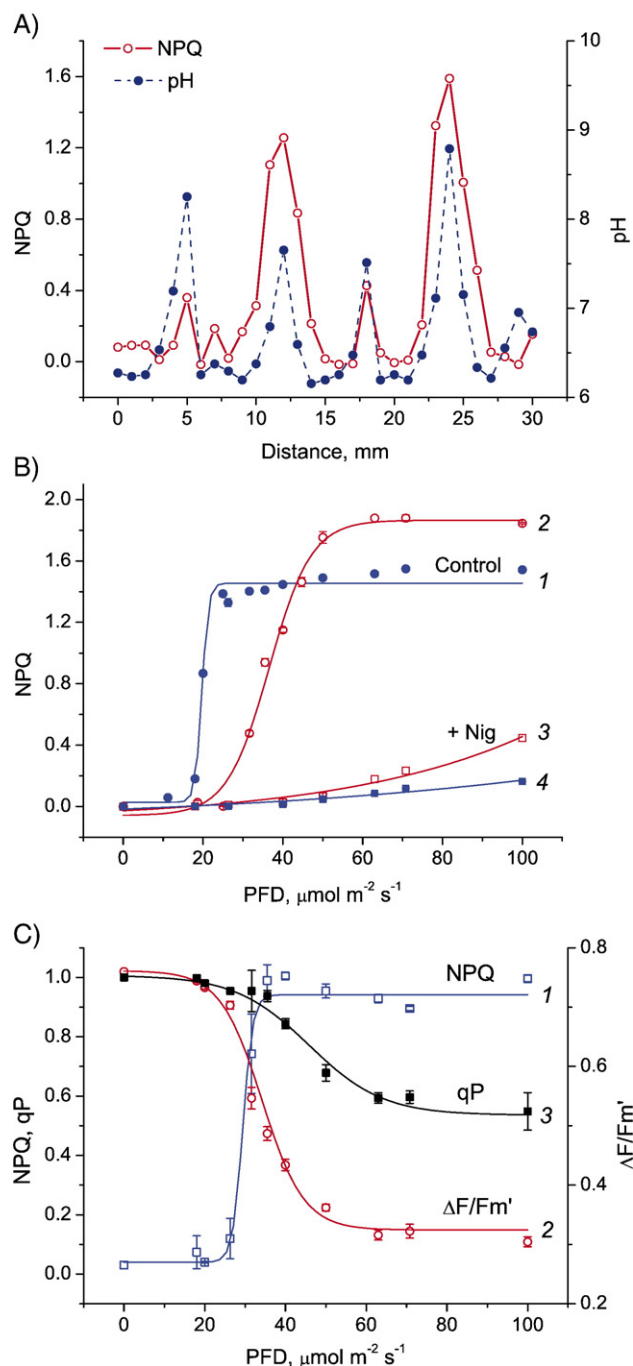 A)
NPQ
pH
10
1.6
9
1.2
NPQ
0.8
8
pH
0.4
7
0.0
6
0 5 10 15 20 25 30
Distance, mm
B)
2.0
2
1.6
Control
1
1.2
NPQ
0.8
+ Nig
3
0.4
4
0.0
0 20 40 60 80 100
PFD, μmol m⁻² s⁻¹
C)
0.8
1.0
NPQ
1
0.8
qP
0.6
NPQ, qP
0.6
3
ΔF/Fm'
0.4
0.4
ΔF/Fm'
0.2
2
0.0
0.2
0 20 40 60 80 100
PFD, μmol m⁻² s⁻¹